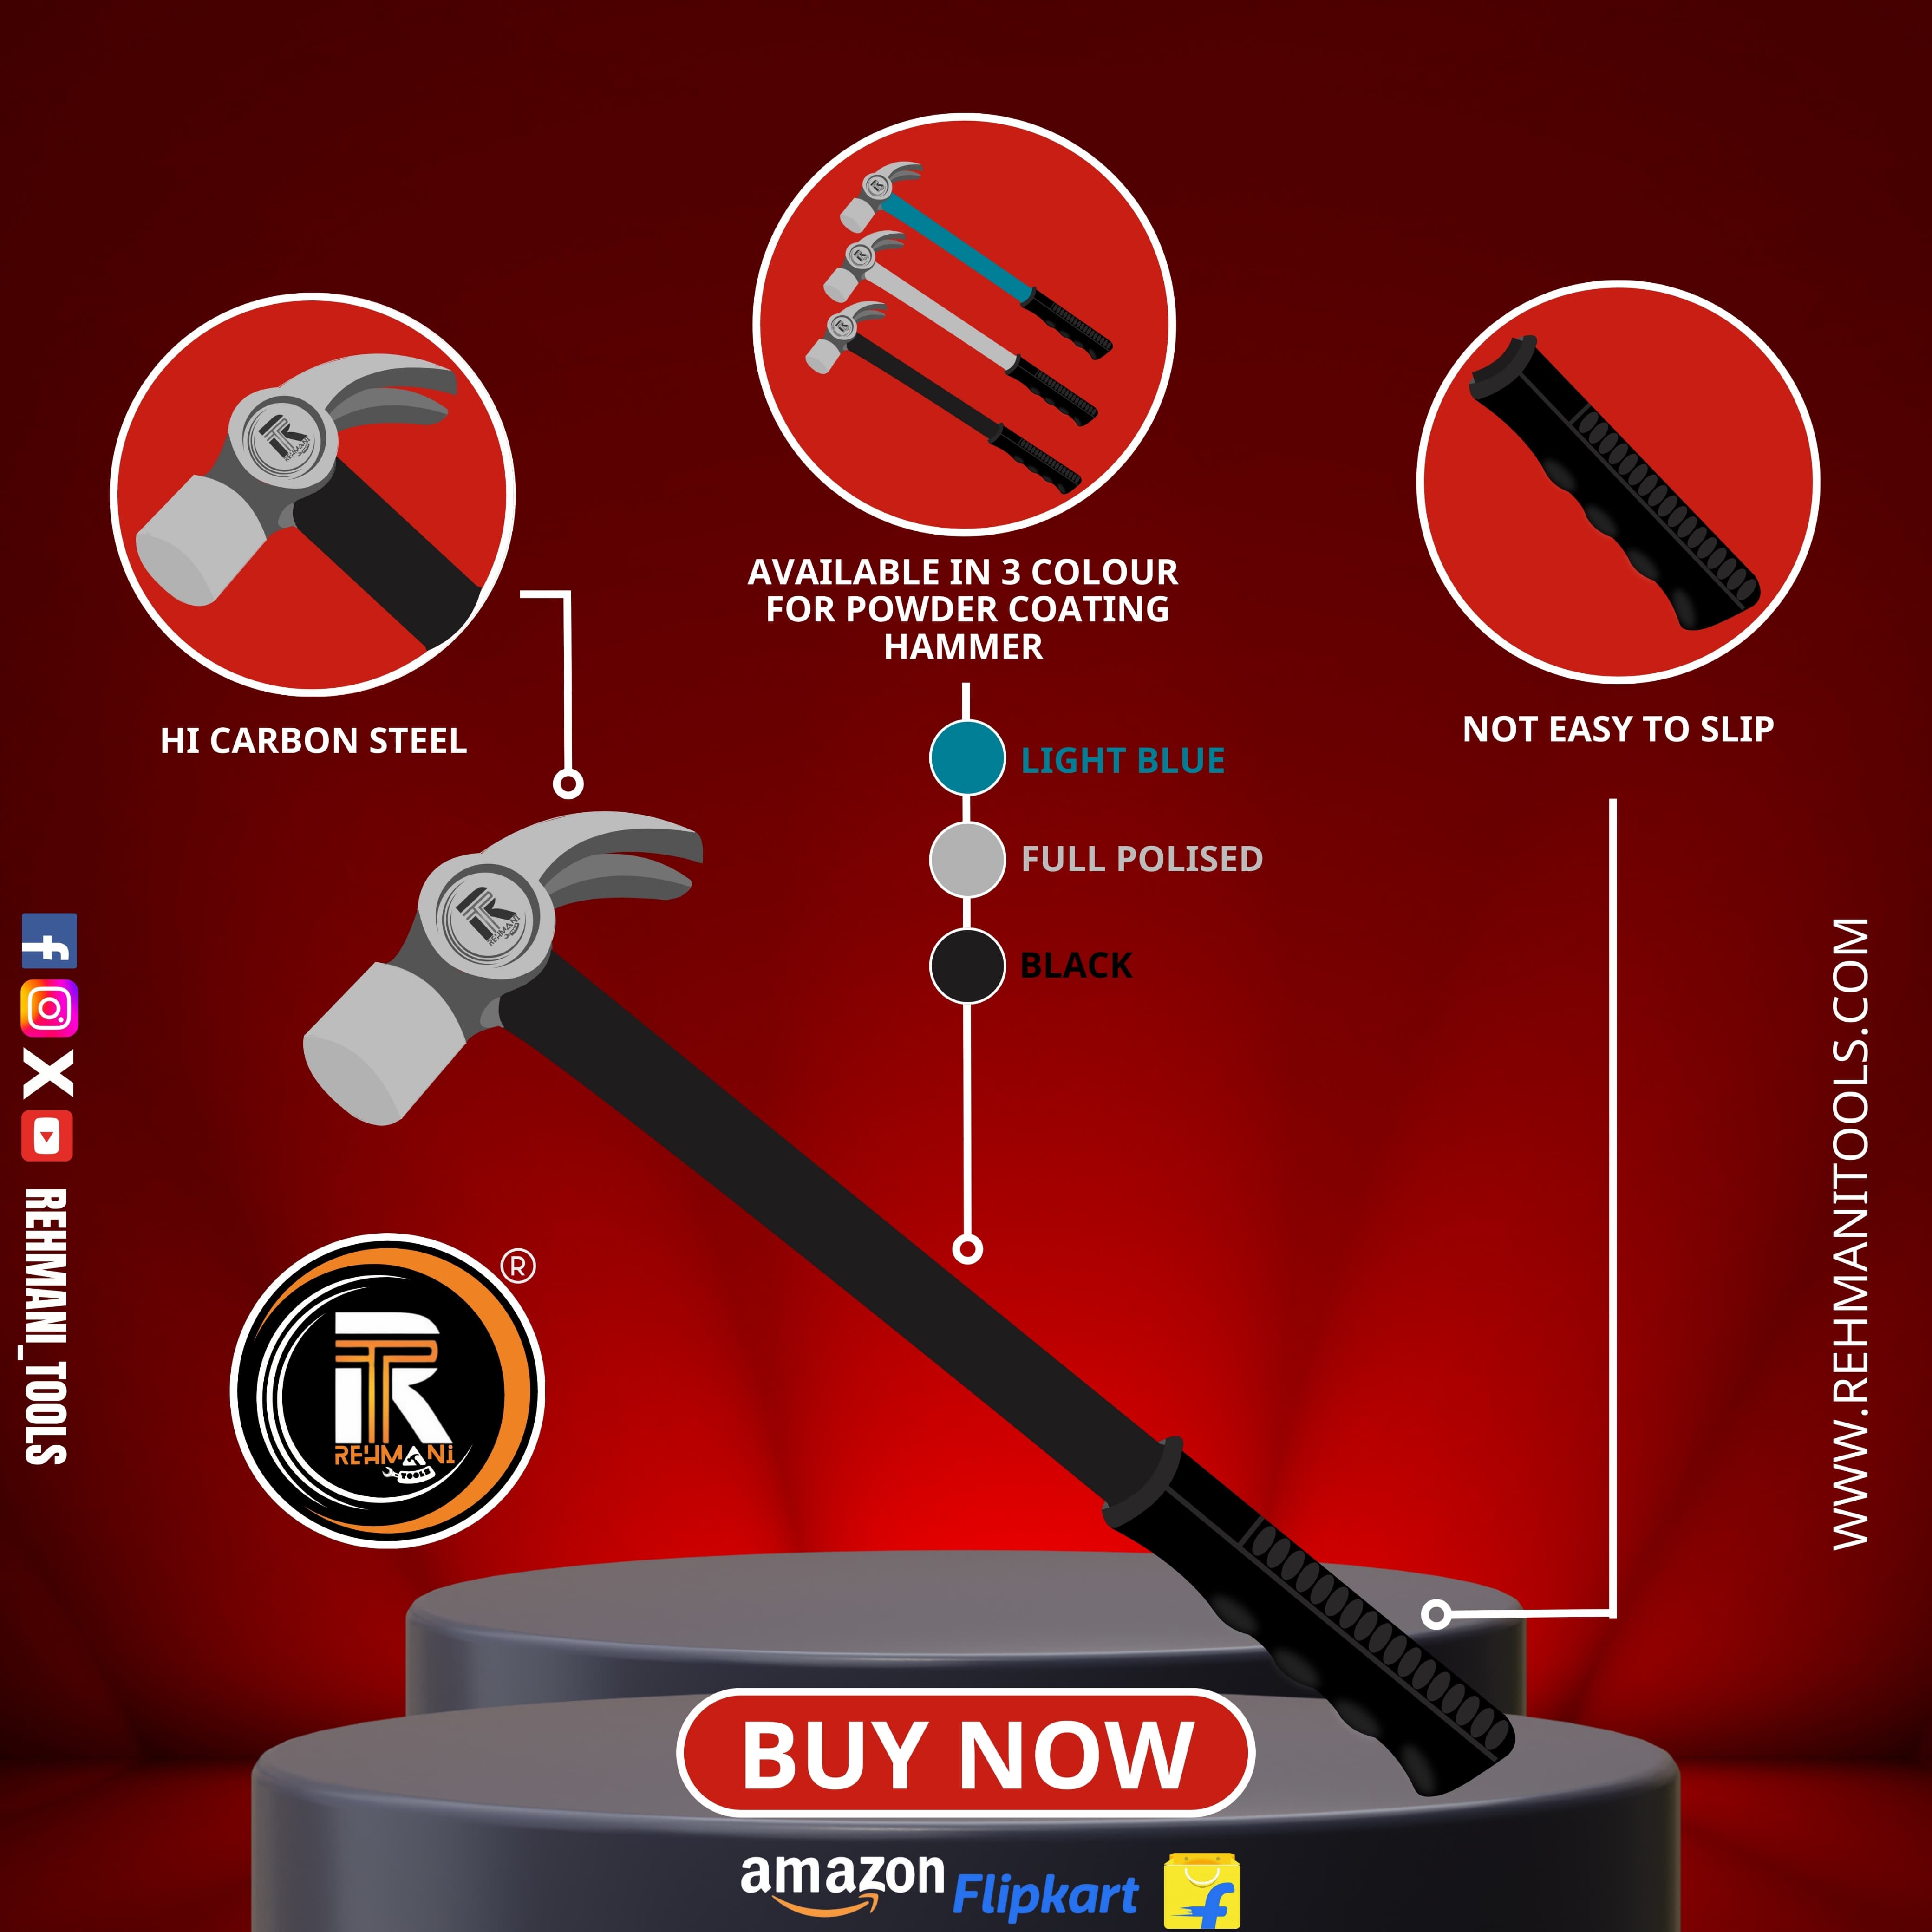 AVAILABLE IN 3 COLOUR
FOR POWDER COATING
HAMMER
HI CARBON STEEL
NOT EASY TO SLIP
LIGHT BLUE
FULL POLISED
BLACK
REHMANI_TOOLS
WWW.REHMANITOOLS.COM
R
REHMANI
TOOLS
®
REHMANI
BUY NOW
amazon
Flipkart